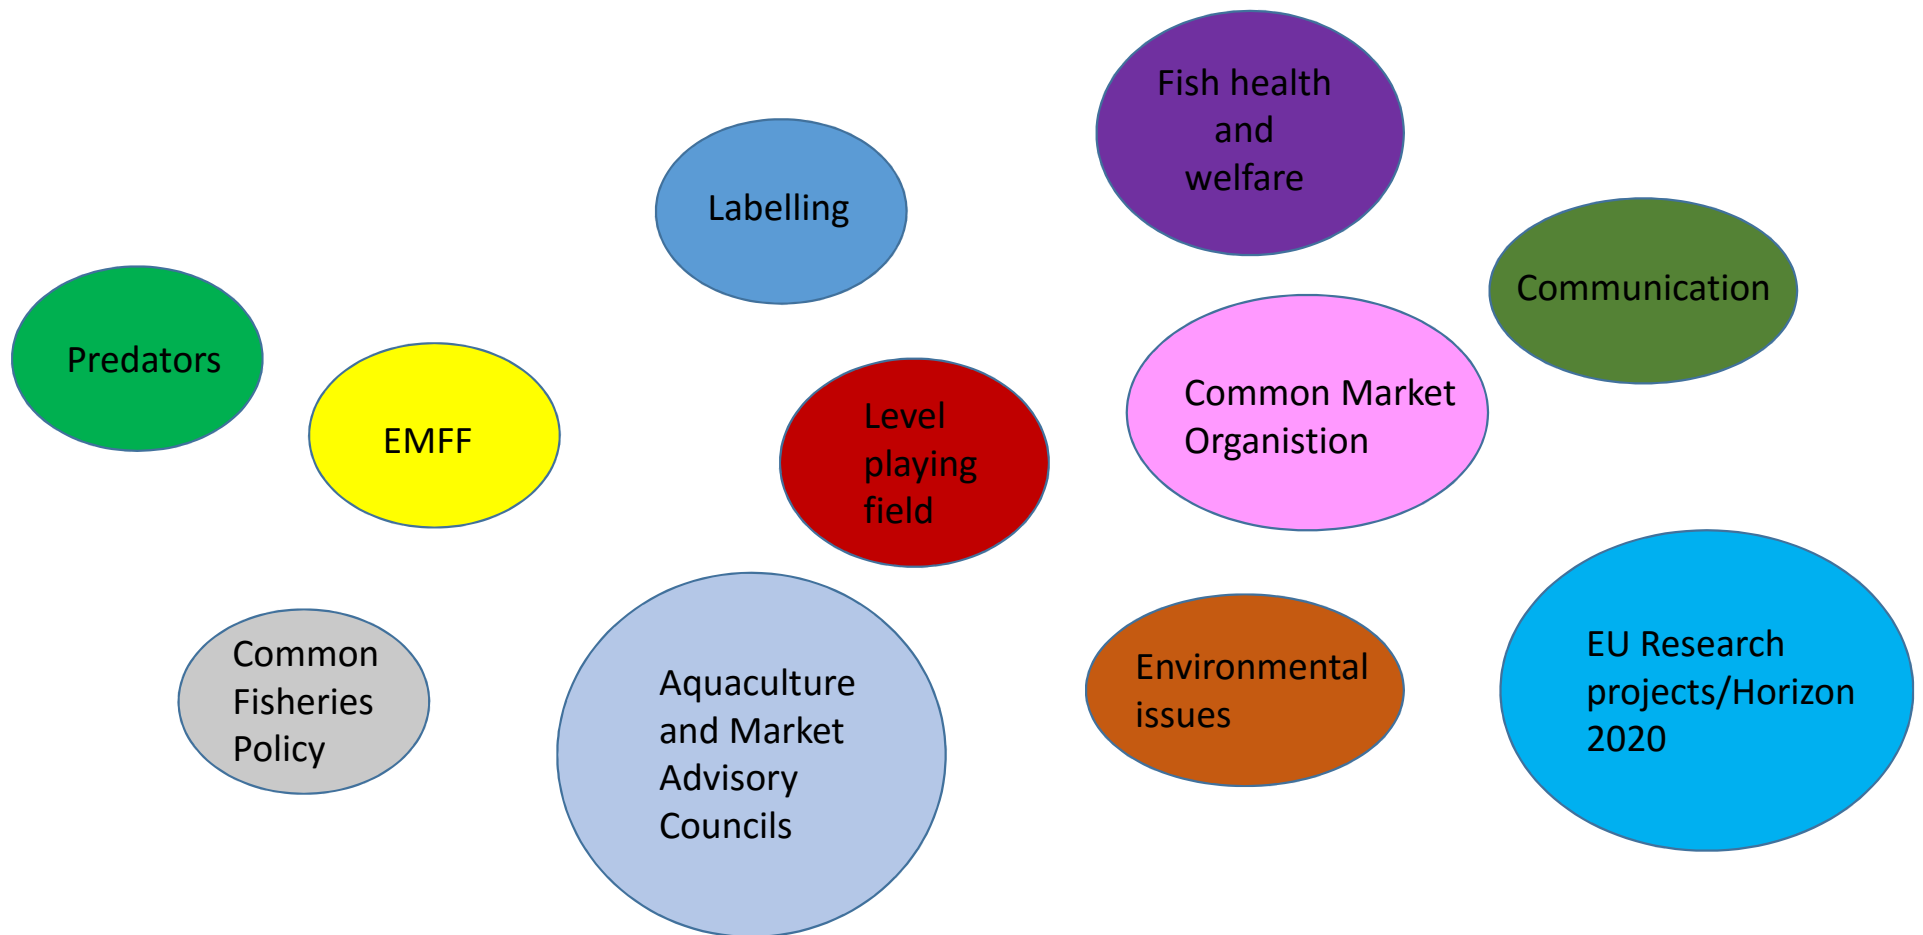 Fish health
and
welfare
Labelling
Communication
Predators
EMFF
Level
playing
field
Common Market
Organistion
Common
Fisheries
Policy
Aquaculture
and Market
Advisory
Councils
Environmental
issues
EU Research
projects/Horizon
2020